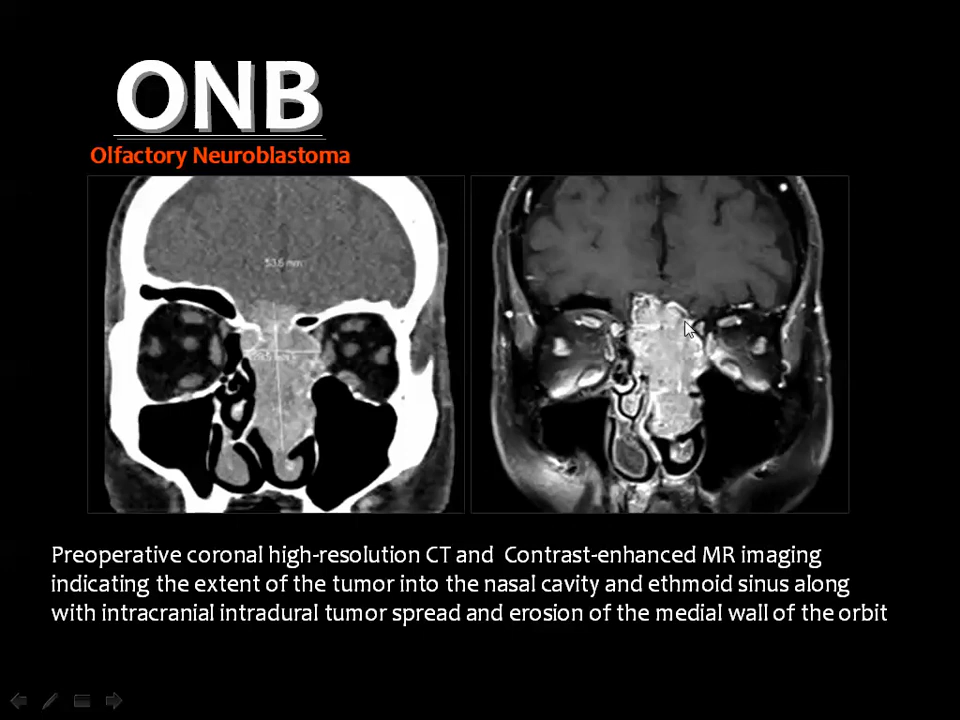 ONB
Olfactory Neuroblastoma
53.6 mm
Preoperative coronal high-resolution CT and Contrast-enhanced MR imaging
indicating the extent of the tumor into the nasal cavity and ethmoid sinus along
with intracranial intradural tumor spread and erosion of the medial wall of the orbit